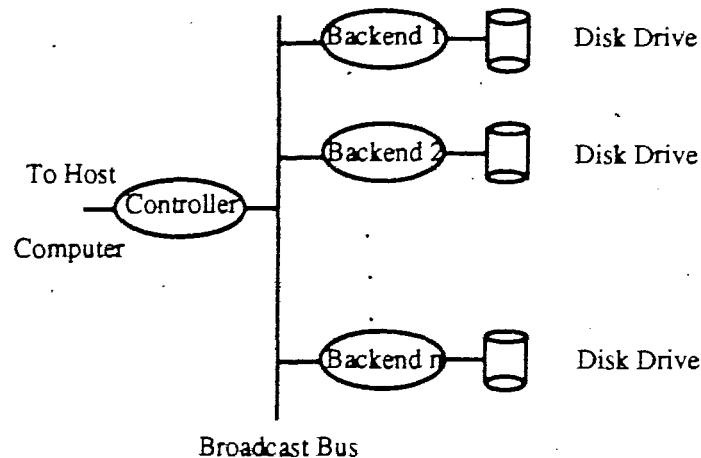 Backend 1
Disk Drive
Backend 2
Disk Drive
To Host
Controller
Computer
Backend n
Disk Drive
Broadcast Bus